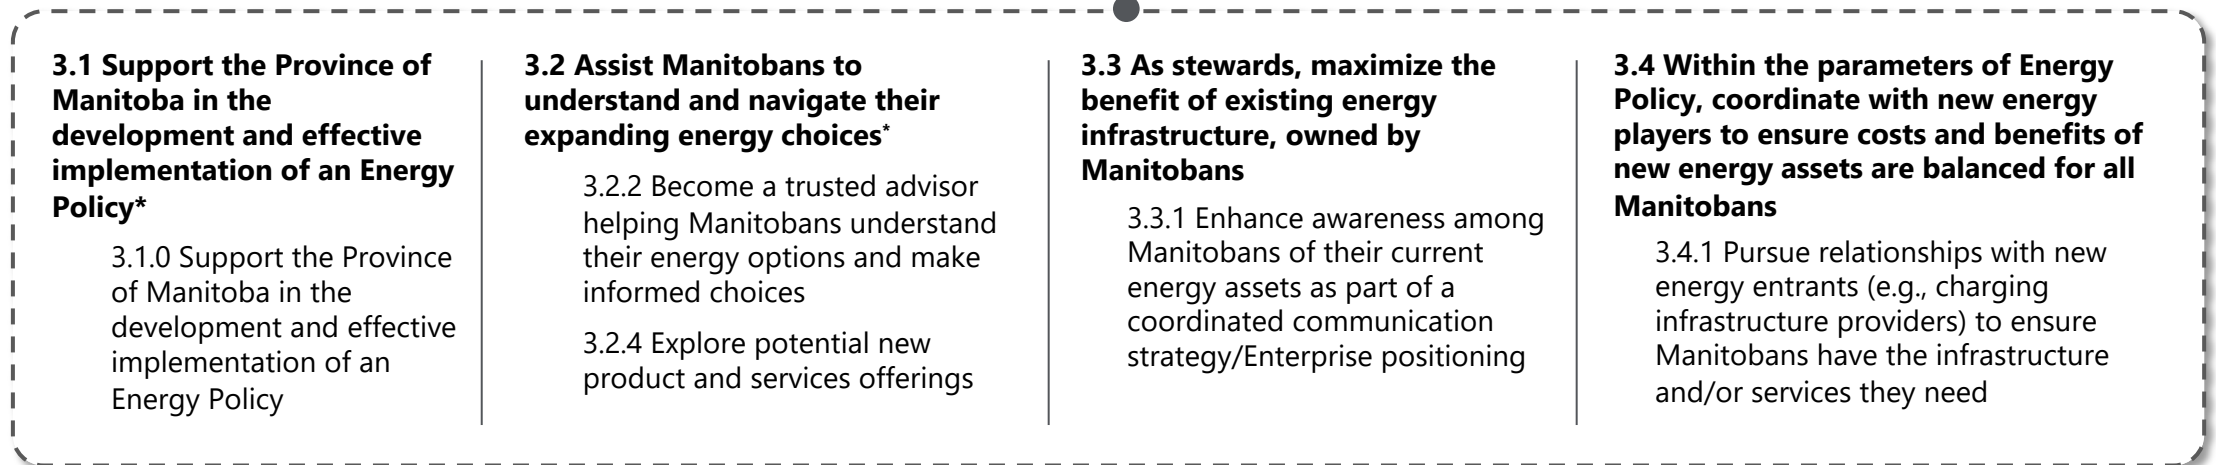 3.1 Support the Province of
Manitoba in the
development and effective
implementation of an Energy
Policy*
3.1.0 Support the Province
of Manitoba in the
development and effective
implementation of an
Energy Policy
3.2 Assist Manitobans to
understand and navigate their
expanding energy choices*
3.2.2 Become a trusted advisor
helping Manitobans understand
their energy options and make
informed choices
3.2.4 Explore potential new
product and services offerings
3.3 As stewards, maximize the
benefit of existing energy
infrastructure, owned by
Manitobans
3.3.1 Enhance awareness among
Manitobans of their current
energy assets as part of a
coordinated communication
strategy/Enterprise positioning
3.4 Within the parameters of Energy
Policy, coordinate with new energy
players to ensure costs and benefits of
new energy assets are balanced for all
Manitobans
3.4.1 Pursue relationships with new
energy entrants (e.g., charging
infrastructure providers) to ensure
Manitobans have the infrastructure
and/or services they need